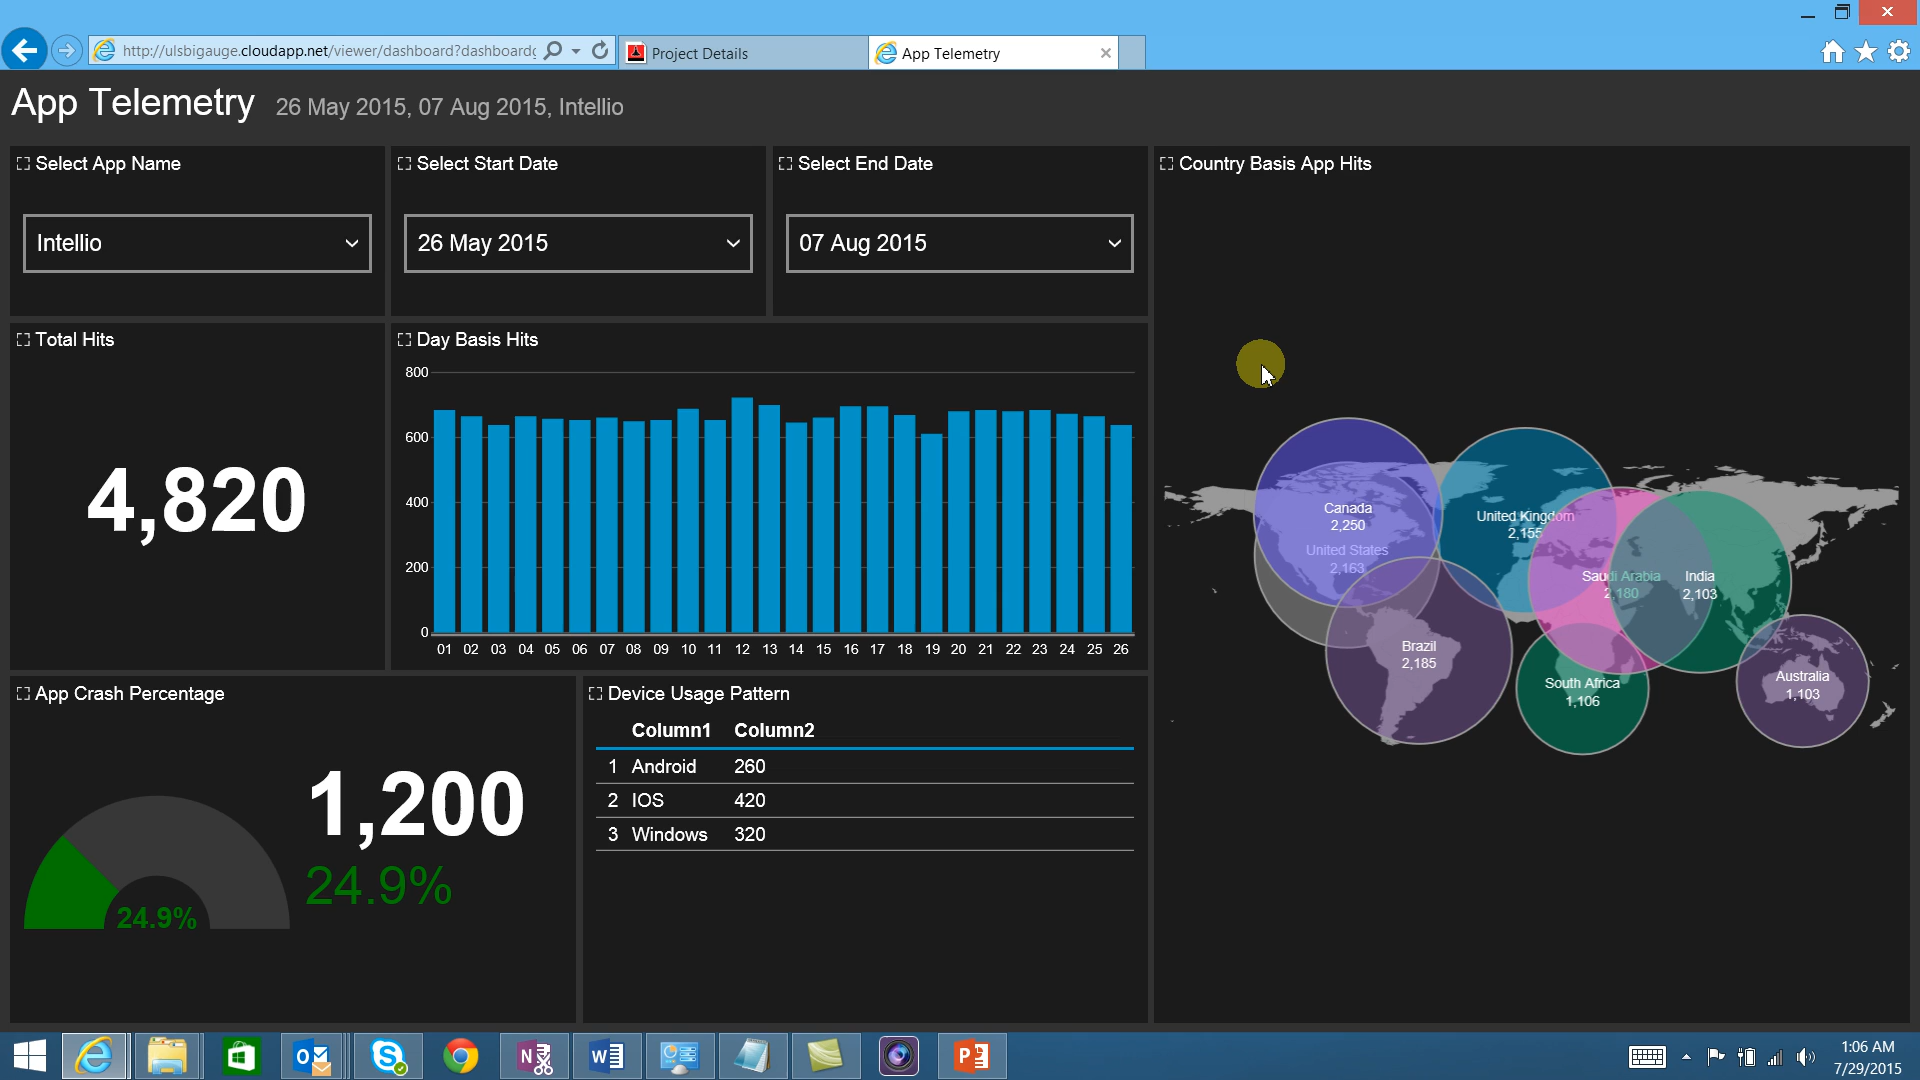 http://ulsbigauge.cloudapp.net/viewer/dashboard?dashboardg
Project Details
App Telemetry
App Telemetry 26 May 2015, 07 Aug 2015, Intellio
Select App Name
Intellio
Select Start Date
26 May 2015
Select End Date
07 Aug 2015
Country Basis App Hits
Canada
2,250
United States
2,163
United Kingdom
2,155
Saudi Arabia
2,180
India
2,103
Brazil
2,185
South Africa
1,106
Australia
1,103
Total Hits
4,820
Day Basis Hits
800
600
400
200
0
01 02 03 04 05 06 07 08 09 10 11 12 13 14 15 16 17 18 19 20 21 22 23 24 25 26
App Crash Percentage
24.9%
1,200
24.9%
Device Usage Pattern
Column1 Column2
1 Android 260
2 IOS 420
3 Windows 320
1:06 AM
7/29/2015